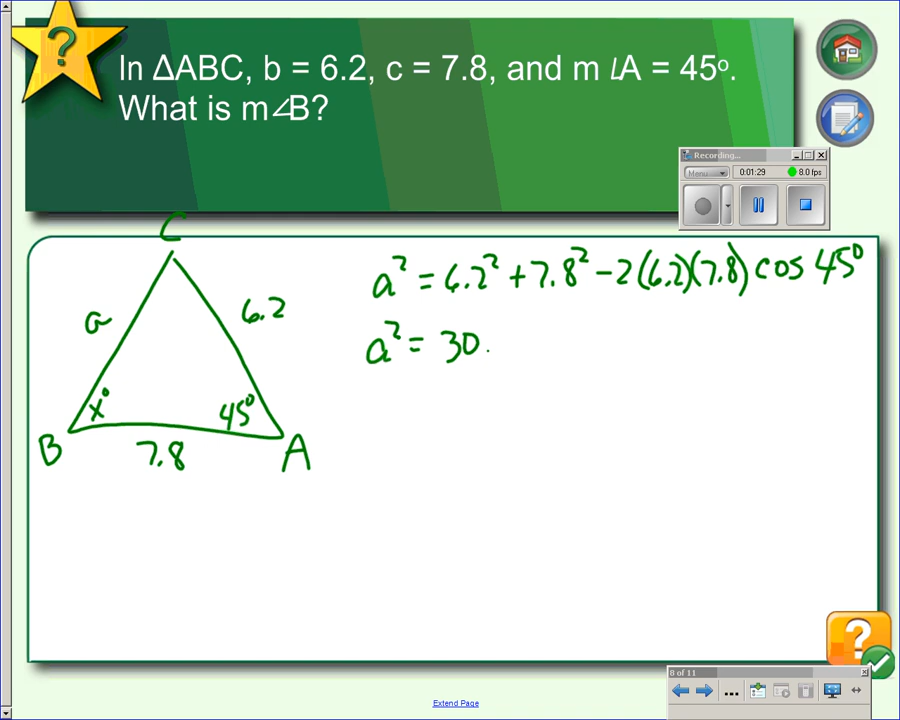 In ΔABC, b = 6.2, c = 7.8, and m ∠A = 45°.
What is m∠B?
Recording...
Menu
0:01:29
8.0 fps
C
a² = 6.2² + 7.8² − 2(6.2)(7.8) cos 45°
a
6.2
a² = 30.
x°
45°
B
7.8
A
8 of 11
Extend Page